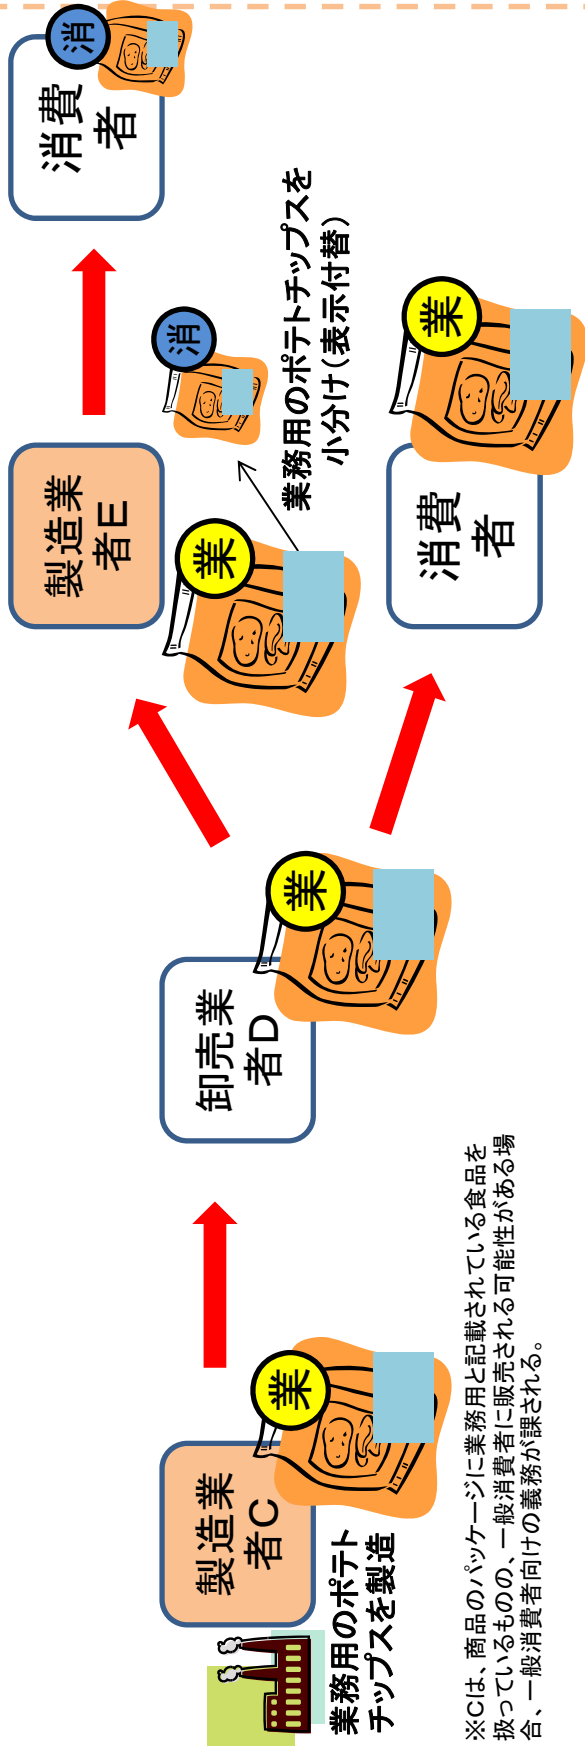 製造業
者C
業
業務用のポテト
チップスを製造
卸売業
者D
業
製造業
者E
業
消
業務用のポテトチップスを
小分け（表示付替）
消費
者
消
消費
者
業
※Cは、商品のパッケージに業務用と記載されている食品を
扱っているものの、一般消費者に販売される可能性がある場
合、一般消費者向けの義務が課される。